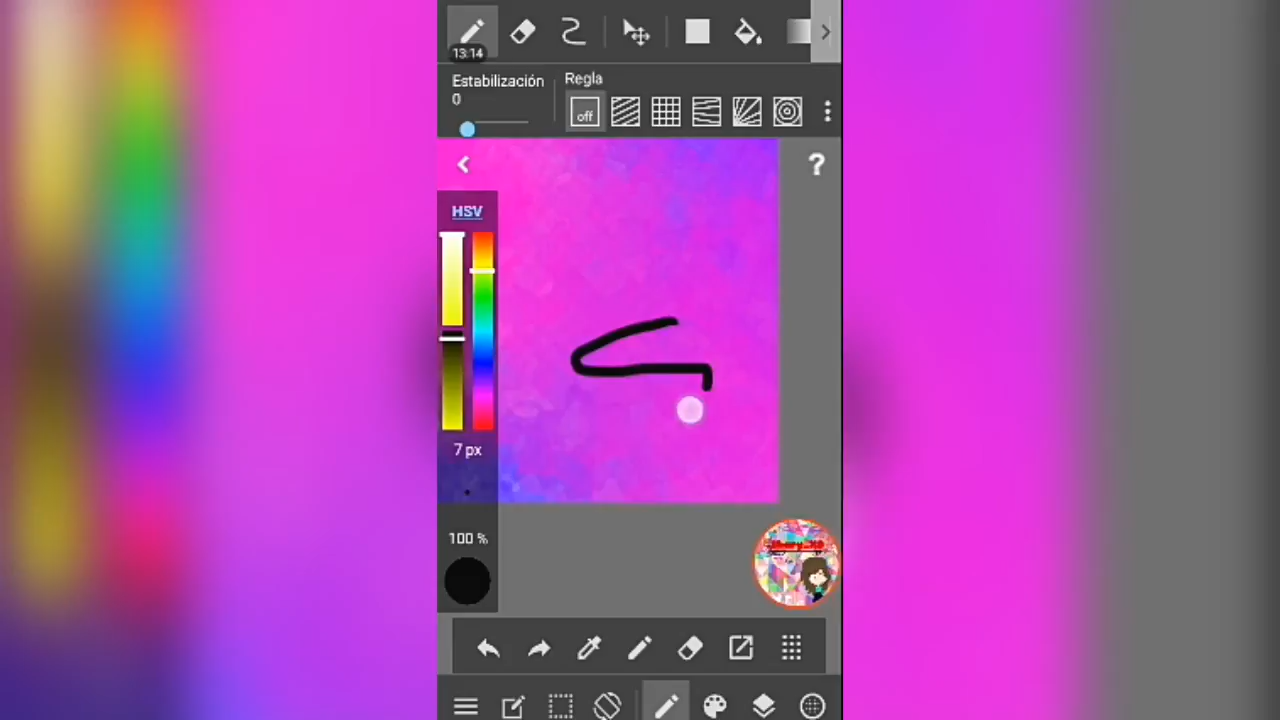 13:14
Estabilización
0
Regla
off
?
HSV
7 px
100 %